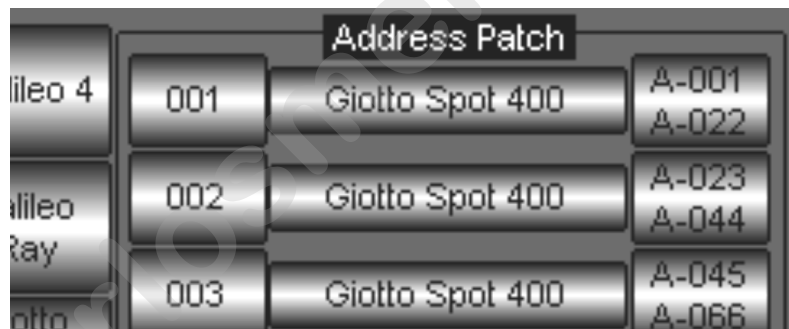 Address Patch
lileo 4
001
Giotto Spot 400
A-001
A-022
lileo
Ray
002
Giotto Spot 400
A-023
A-044
otto
003
Giotto Spot 400
A-045
A-066